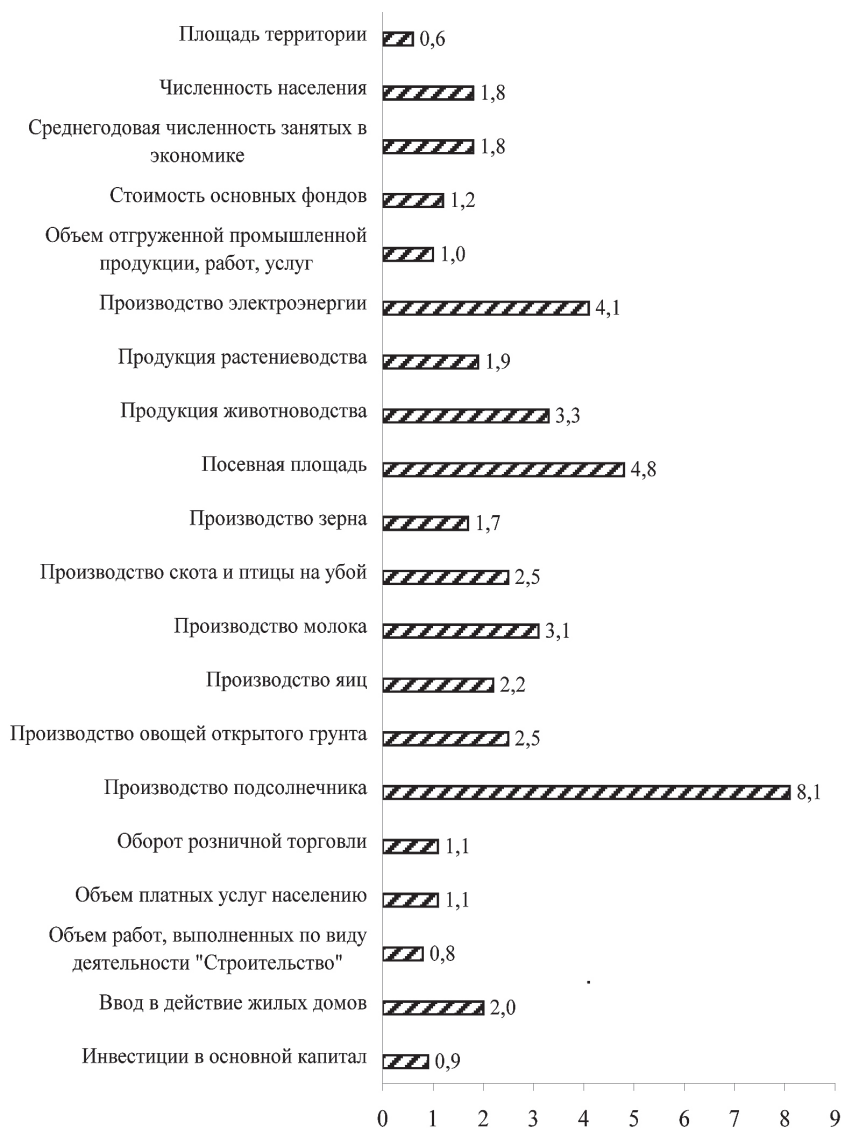 Площадь территории 0,6
Численность населения 1,8
Среднегодовая численность занятых в
экономике 1,8
Стоимость основных фондов 1,2
Объем отгруженной промышленной
продукции, работ, услуг 1,0
Производство электроэнергии 4,1
Продукция растениеводства 1,9
Продукция животноводства 3,3
Посевная площадь 4,8
Производство зерна 1,7
Производство скота и птицы на убой 2,5
Производство молока 3,1
Производство яиц 2,2
Производство овощей открытого грунта 2,5
Производство подсолнечника 8,1
Оборот розничной торговли 1,1
Объем платных услуг населению 1,1
Объем работ, выполненных по виду
деятельности "Строительство" 0,8
Ввод в действие жилых домов 2,0
Инвестиции в основной капитал 0,9
0 1 2 3 4 5 6 7 8 9